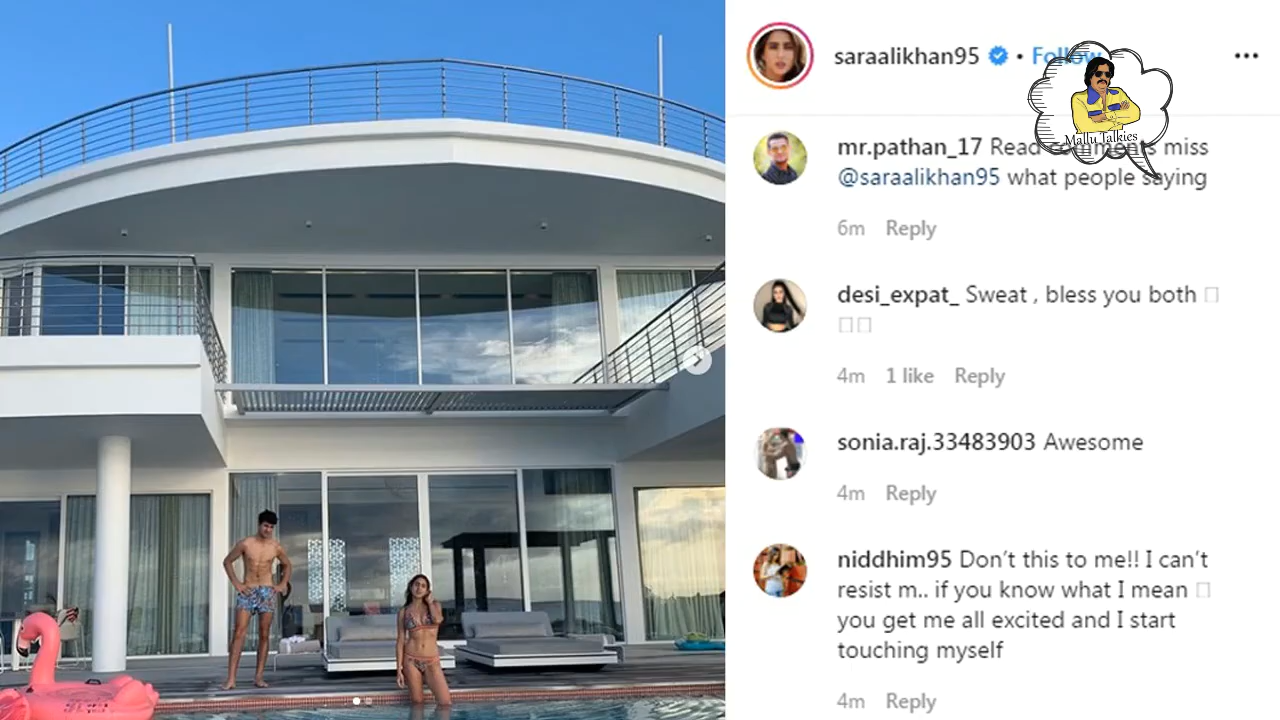 saraalikhan95 • Follow
Mallu Talkies
mr.pathan_17 Read comments miss
@saraalikhan95 what people saying
6m Reply
desi_expat_ Sweat , bless you both
4m 1 like Reply
sonia.raj.33483903 Awesome
4m Reply
niddhim95 Don't this to me!! I can't
resist m.. if you know what I mean
you get me all excited and I start
touching myself
4m Reply